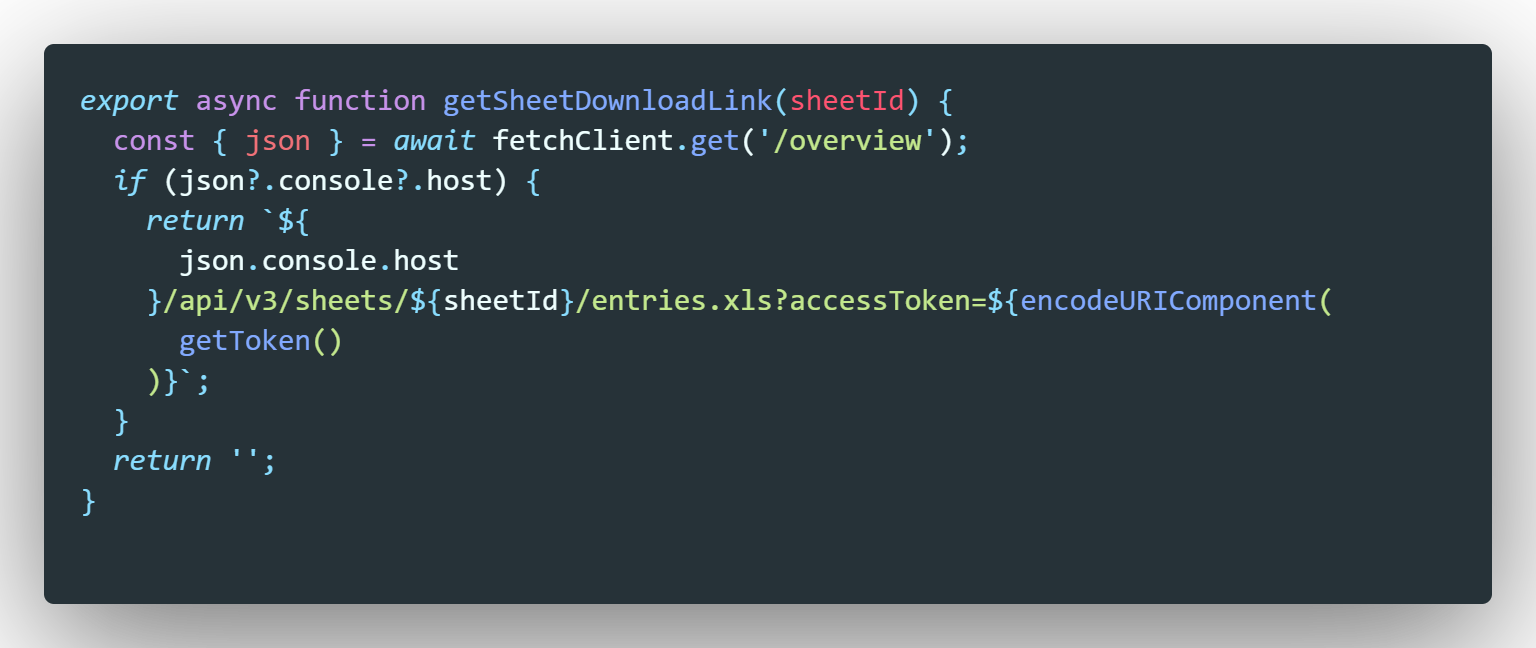 export async function getSheetDownloadLink(sheetId) {
  const { json } = await fetchClient.get('/overview');
  if (json?.console?.host) {
    return `${
      json.console.host
    }/api/v3/sheets/${sheetId}/entries.xls?accessToken=${encodeURIComponent(
      getToken()
    )}`;
  }
  return '';
}